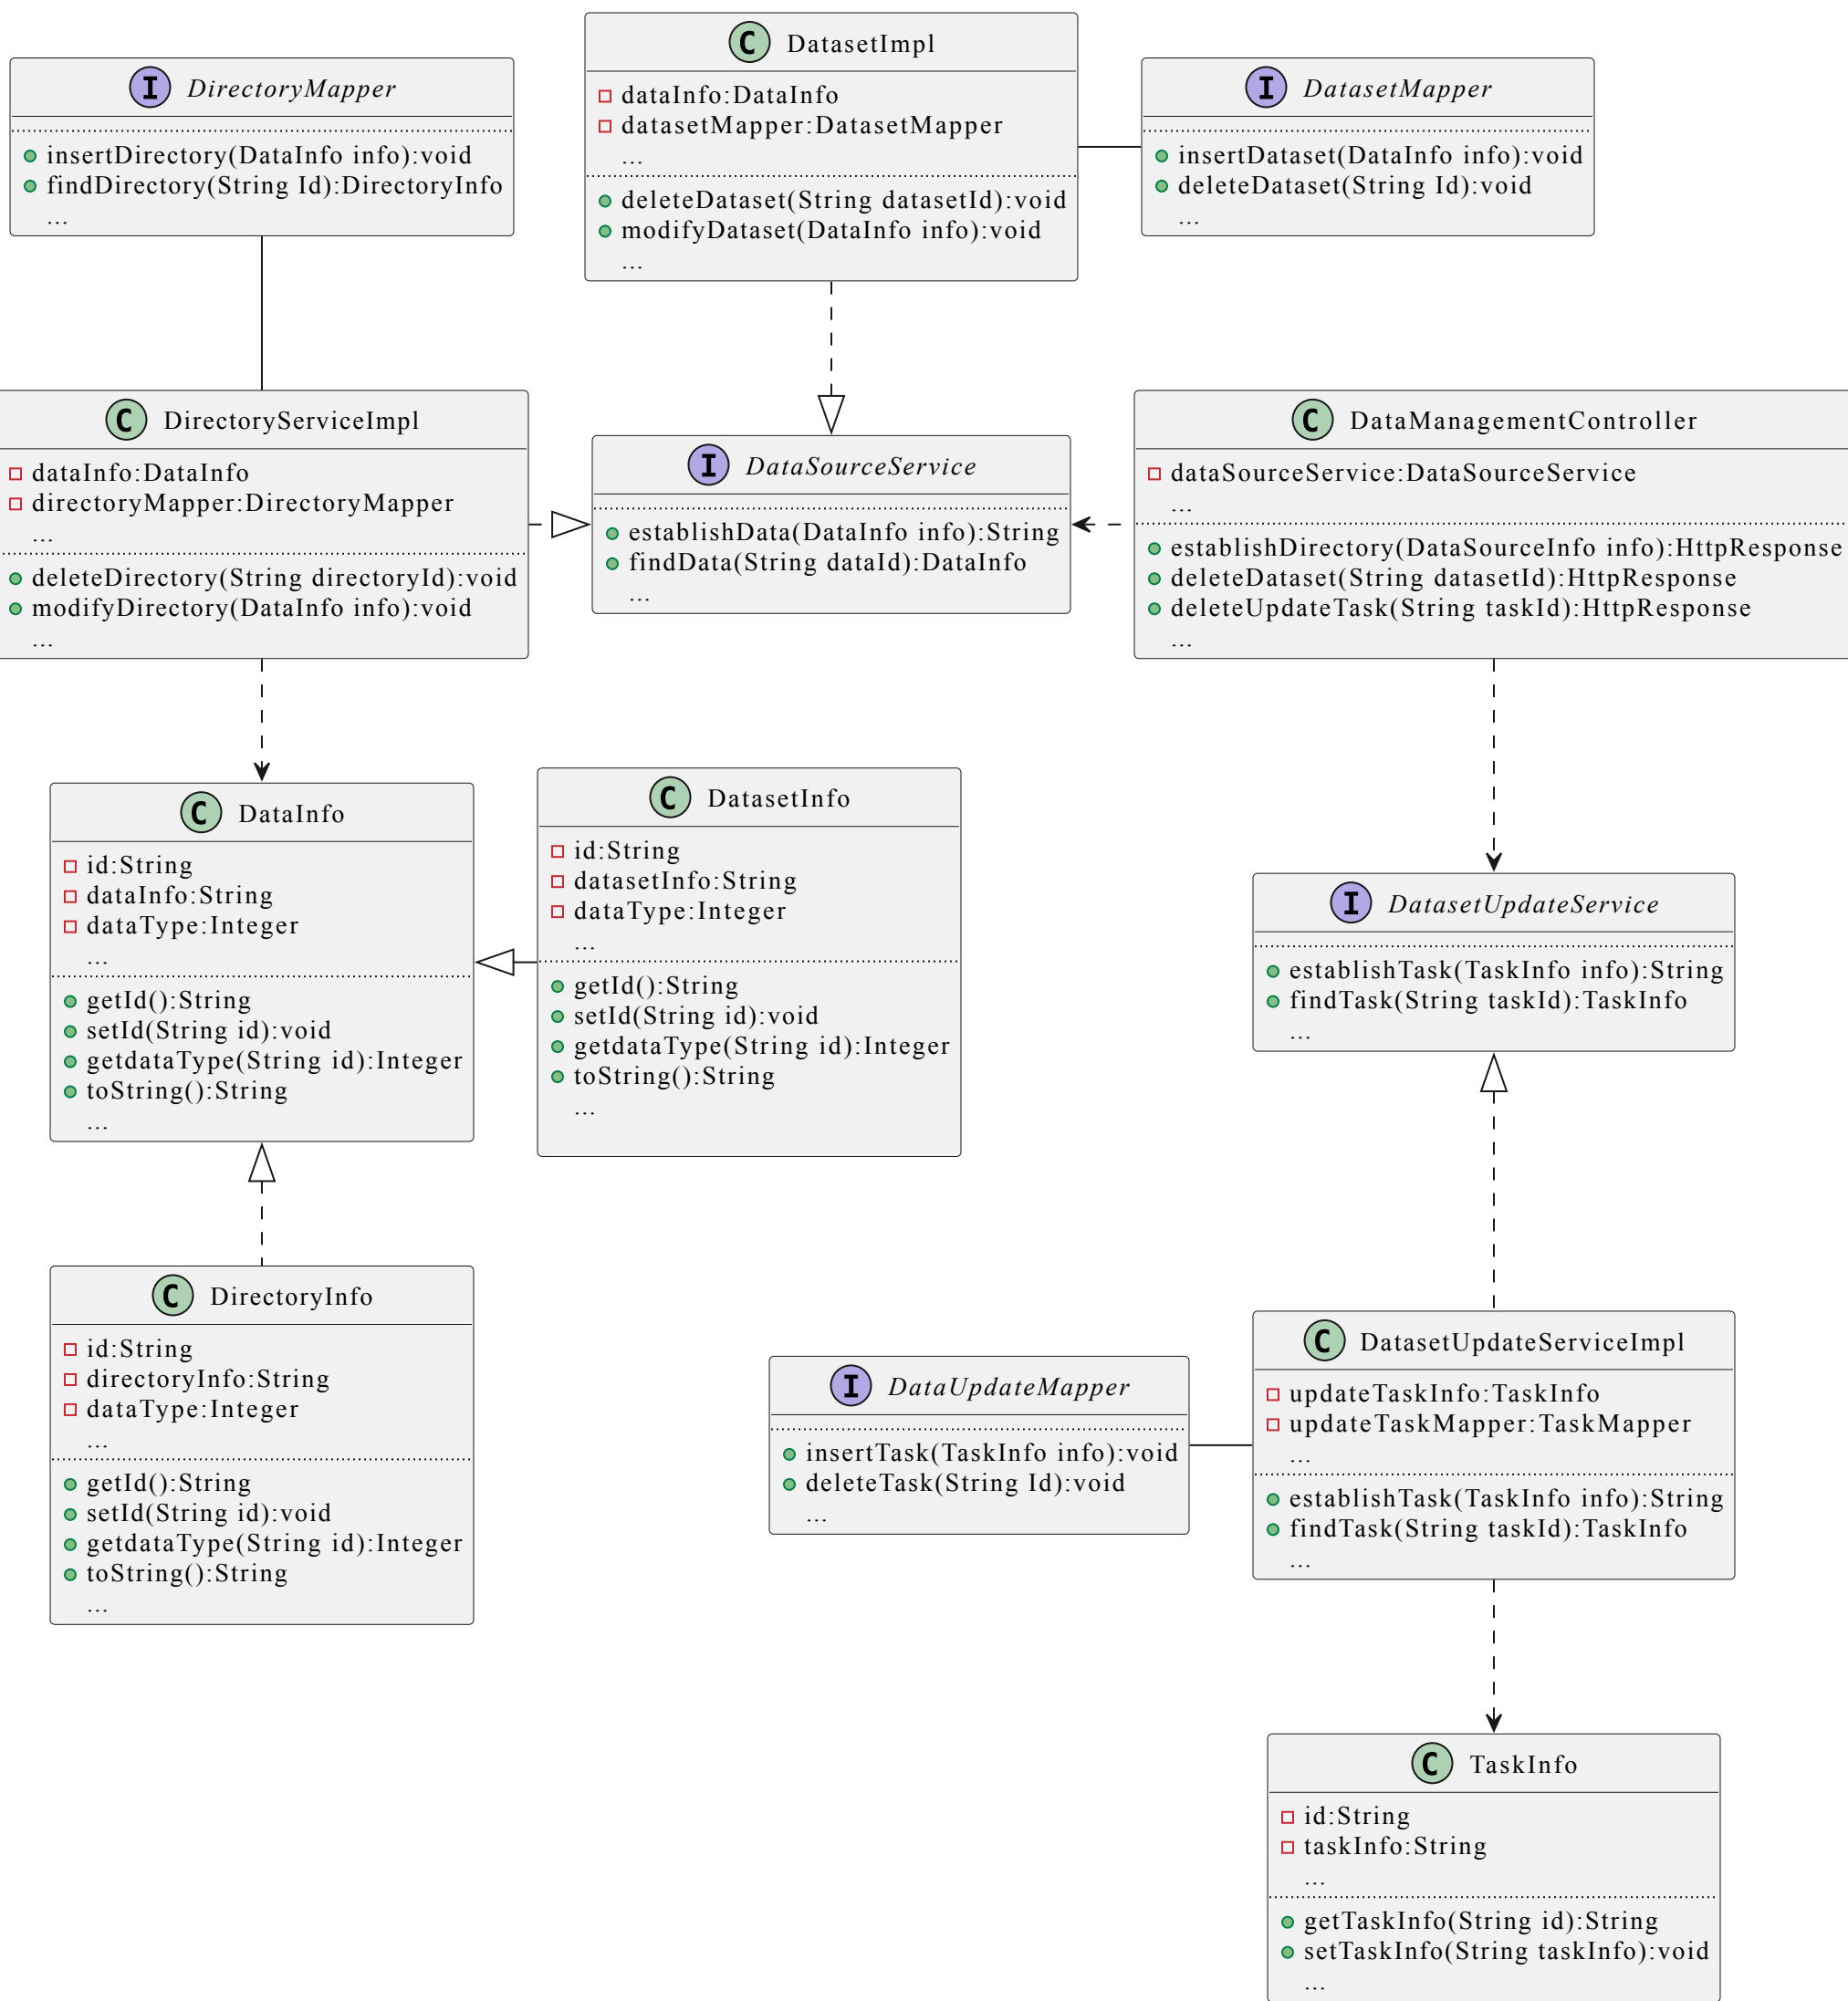 I DirectoryMapper
insertDirectory(DataInfo info):void
findDirectory(String Id):DirectoryInfo
...
C DatasetImpl
dataInfo:DataInfo
datasetMapper:DatasetMapper
...
deleteDataset(String datasetId):void
modifyDataset(DataInfo info):void
...
I DatasetMapper
insertDataset(DataInfo info):void
deleteDataset(String Id):void
...
C DirectoryServiceImpl
dataInfo:DataInfo
directoryMapper:DirectoryMapper
...
deleteDirectory(String directoryId):void
modifyDirectory(DataInfo info):void
...
I DataSourceService
establishData(DataInfo info):String
findData(String dataId):DataInfo
...
C DataManagementController
dataSourceService:DataSourceService
...
establishDirectory(DataSourceInfo info):HttpResponse
deleteDataset(String datasetId):HttpResponse
deleteUpdateTask(String taskId):HttpResponse
...
C DataInfo
id:String
dataInfo:String
dataType:Integer
...
getId():String
setId(String id):void
getdataType(String id):Integer
toString():String
...
C DatasetInfo
id:String
datasetInfo:String
dataType:Integer
...
getId():String
setId(String id):void
getdataType(String id):Integer
toString():String
...
I DatasetUpdateService
establishTask(TaskInfo info):String
findTask(String taskId):TaskInfo
...
C DirectoryInfo
id:String
directoryInfo:String
dataType:Integer
...
getId():String
setId(String id):void
getdataType(String id):Integer
toString():String
...
I DataUpdateMapper
insertTask(TaskInfo info):void
deleteTask(String Id):void
...
C DatasetUpdateServiceImpl
updateTaskInfo:TaskInfo
updateTaskMapper:TaskMapper
...
establishTask(TaskInfo info):String
findTask(String taskId):TaskInfo
...
C TaskInfo
id:String
taskInfo:String
...
getTaskInfo(String id):String
setTaskInfo(String taskInfo):void
...